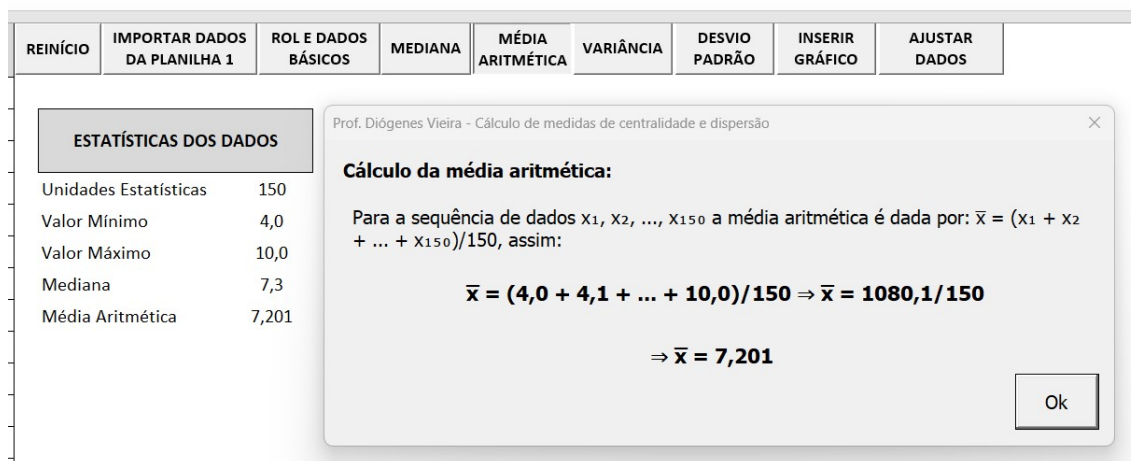 REINÍCIO
IMPORTAR DADOS
DA PLANILHA 1
ROL E DADOS
BÁSICOS
MEDIANA
MÉDIA
ARITMÉTICA
VARIÂNCIA
DESVIO
PADRÃO
INSERIR
GRÁFICO
AJUSTAR
DADOS
ESTATÍSTICAS DOS DADOS
Unidades Estatísticas 150
Valor Mínimo 4,0
Valor Máximo 10,0
Mediana 7,3
Média Aritmética 7,201
Prof. Diógenes Vieira - Cálculo de medidas de centralidade e dispersão
Cálculo da média aritmética:
Para a sequência de dados x₁, x₂, ..., x₁₅₀ a média aritmética é dada por: x̅ = (x₁ + x₂
+ ... + x₁₅₀)/150, assim:
x̅ = (4,0 + 4,1 + ... + 10,0)/150 ⇒ x̅ = 1080,1/150
⇒ x̅ = 7,201
Ok